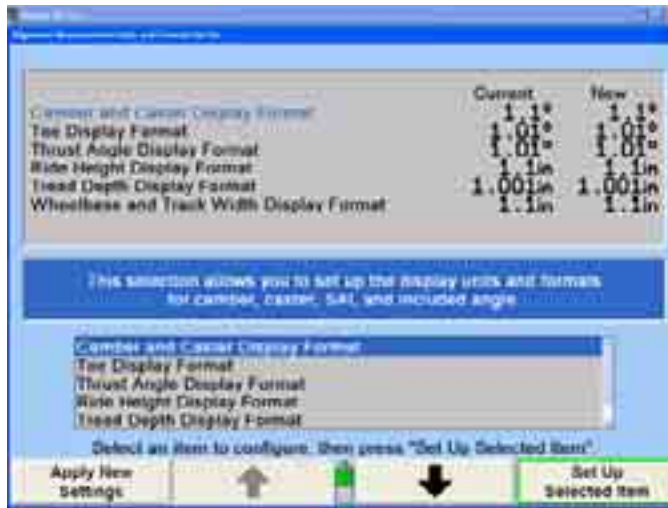 Current New
Camber and Caster Display Format 1.1° 1.1°
Toe Display Format 1.01° 1.01°
Thrust Angle Display Format 1.01° 1.01°
Ride Height Display Format 1.1in 1.1in
Tread Depth Display Format 1.001in 1.001in
Wheelbase and Track Width Display Format 1.1in 1.1in
This selection allows you to set up the display units and formats
for camber, caster, SAI, and included angle.
Camber and Caster Display Format
Toe Display Format
Thrust Angle Display Format
Ride Height Display Format
Tread Depth Display Format
Select an item to configure, then press "Set Up Selected Item".
Apply New
Settings
Set Up
Selected Item